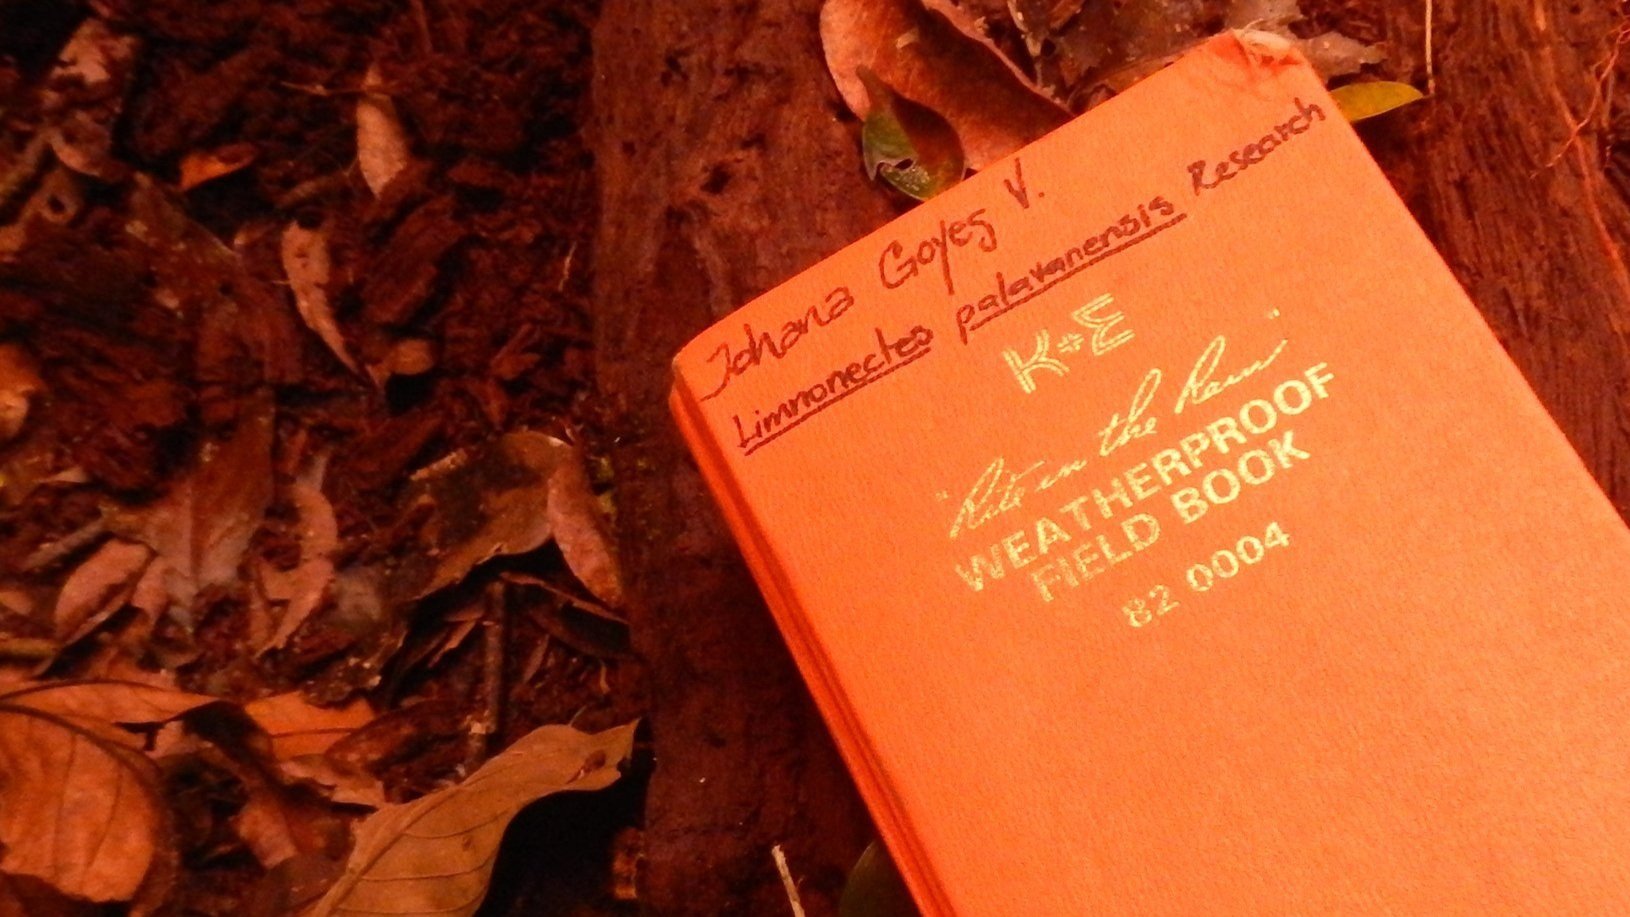 Johana Goyes V.
Limnonectes palavanensis Research
K+E
"Rite in the Rain"
WEATHERPROOF
FIELD BOOK
82 0004